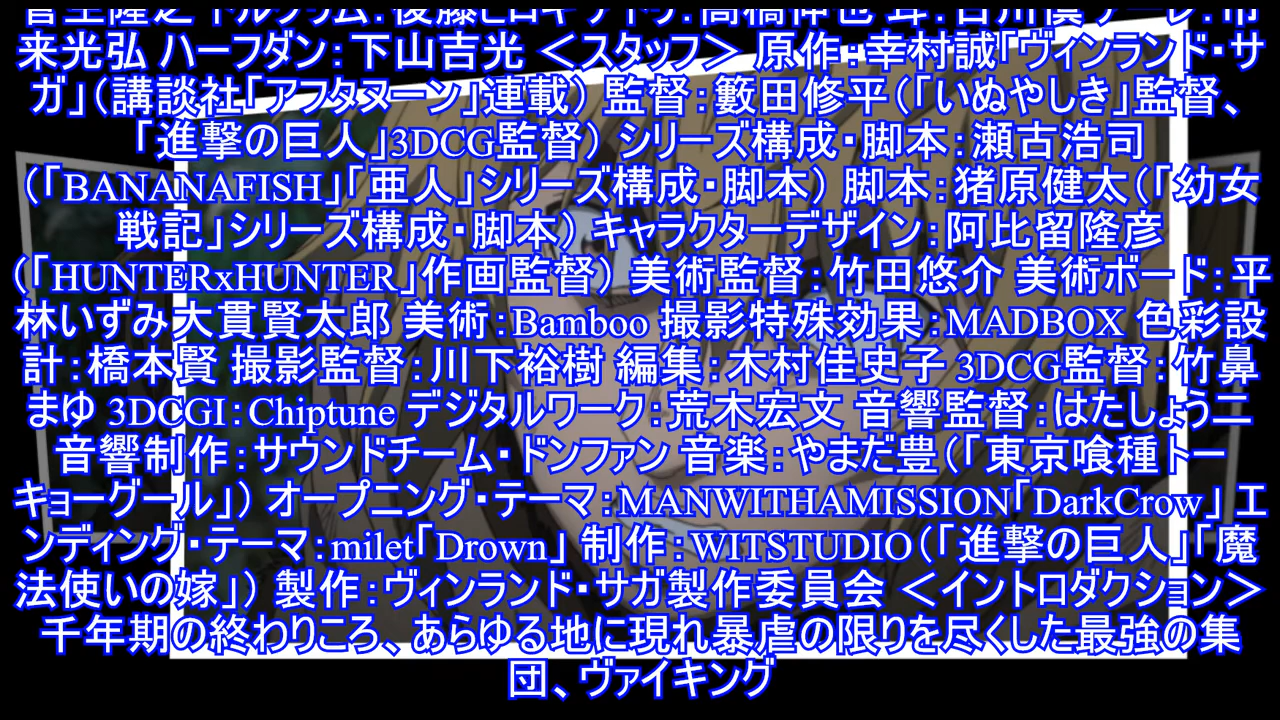 来光弘 ハーフダン：下山吉光 ＜スタッフ＞ 原作：幸村誠「ヴィンランド・サ
ガ」（講談社「アフタヌーン」連載） 監督：籔田修平（「いぬやしき」監督、
「進撃の巨人」3DCG監督） シリーズ構成・脚本：瀬古浩司
（「BANANAFISH」「亜人」シリーズ構成・脚本） 脚本：猪原健太（「幼女
戦記」シリーズ構成・脚本） キャラクターデザイン：阿比留隆彦
（「HUNTERxHUNTER」作画監督） 美術監督：竹田悠介 美術ボード：平
林いずみ大貫賢太郎 美術：Bamboo 撮影特殊効果：MADBOX 色彩設
計：橋本賢 撮影監督：川下裕樹 編集：木村佳史子 3DCG監督：竹鼻
まゆ 3DCGI：Chiptune デジタルワーク：荒木宏文 音響監督：はたしょう二
音響制作：サウンドチーム・ドンファン 音楽：やまだ豊（「東京喰種トー
キョーグール」） オープニング・テーマ：MANWITHAMISSION「DarkCrow」 エ
ンディング・テーマ：milet「Drown」 制作：WITSTUDIO（「進撃の巨人」「魔
法使いの嫁」） 製作：ヴィンランド・サガ製作委員会 ＜イントロダクション＞
千年期の終わりころ、あらゆる地に現れ暴虐の限りを尽くした最強の集
団、ヴァイキング